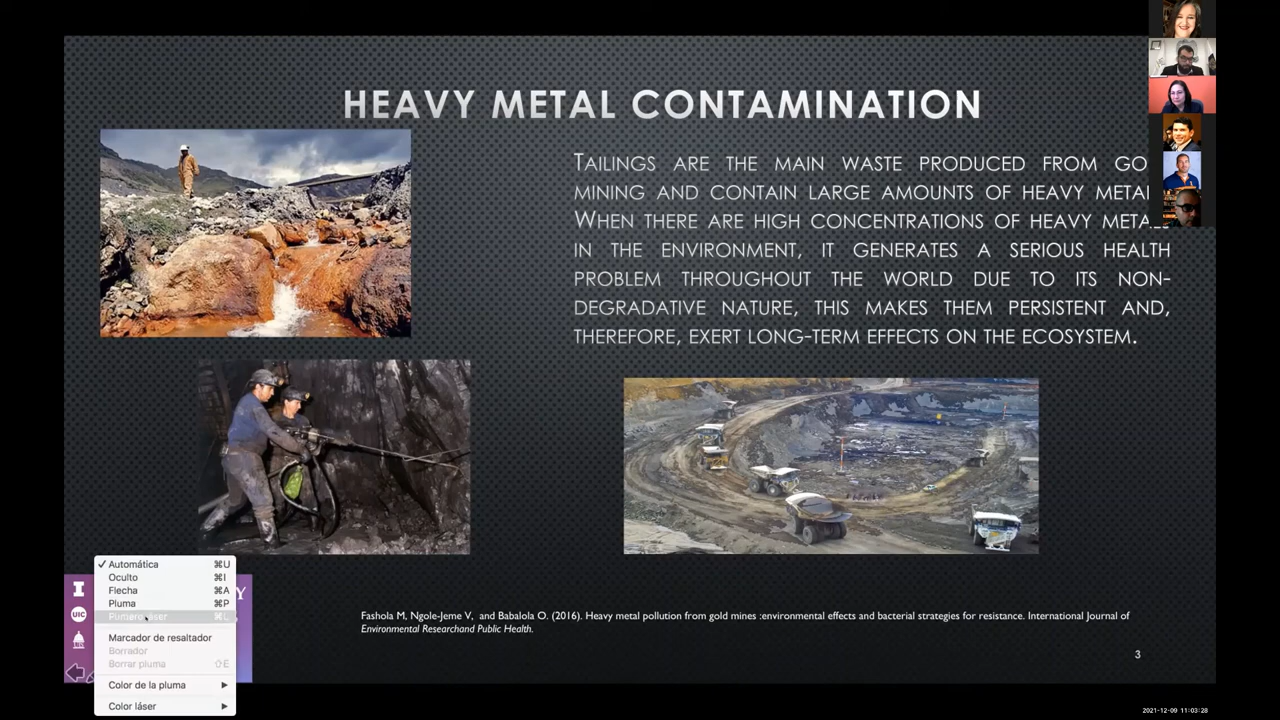 HEAVY METAL CONTAMINATION
TAILINGS ARE THE MAIN WASTE PRODUCED FROM GO
MINING AND CONTAIN LARGE AMOUNTS OF HEAVY METAL
WHEN THERE ARE HIGH CONCENTRATIONS OF HEAVY METALS
IN THE ENVIRONMENT, IT GENERATES A SERIOUS HEALTH
PROBLEM THROUGHOUT THE WORLD DUE TO ITS NON-
DEGRADATIVE NATURE, THIS MAKES THEM PERSISTENT AND,
THEREFORE, EXERT LONG-TERM EFFECTS ON THE ECOSYSTEM.
Automática ⌘U
Oculto ⌘I
Flecha ⌘A
Pluma ⌘P
Marcador de resaltador
Borrador
Borrar pluma ⇧E
Color de la pluma
Color láser
I
UIC
Y
Fashola M, Ngole-Jeme V, and Babalola O. (2016). Heavy metal pollution from gold mines :environmental effects and bacterial strategies for resistance. International Journal of
Environmental Researchand Public Health.
3
2021-12-09 11:03:28